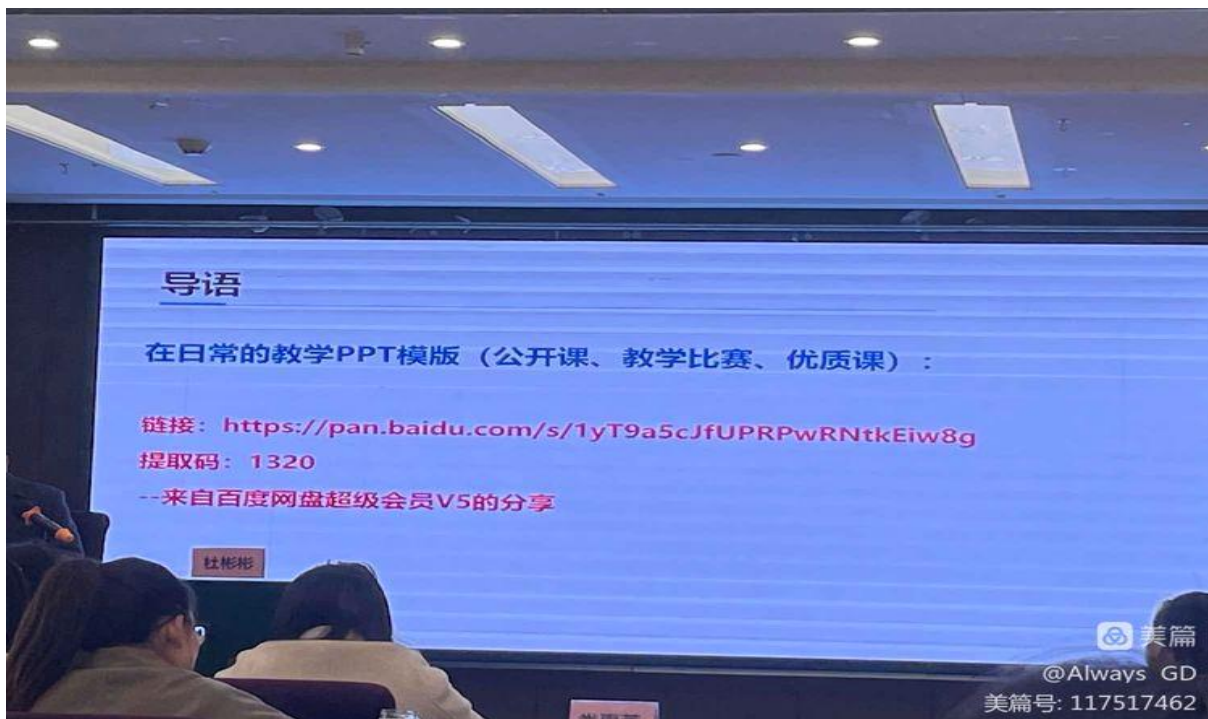 导语
在日常的教学PPT模版（公开课、教学比赛、优质课）:
链接: https://pan.baidu.com/s/1yT9a5cJfUPRPwRNtkEiw8g
提取码: 1320
--来自百度网盘超级会员V5的分享
杜彬彬
美篇
@Always GD
美篇号: 117517462